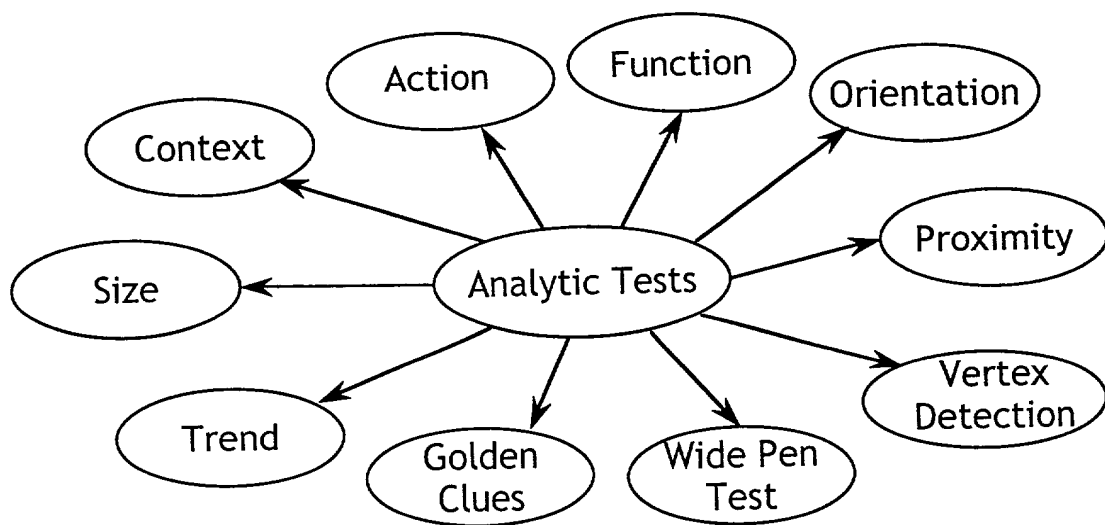 Action
Function
Orientation
Context
Proximity
Analytic Tests
Size
Vertex
Detection
Trend
Golden
Clues
Wide Pen
Test